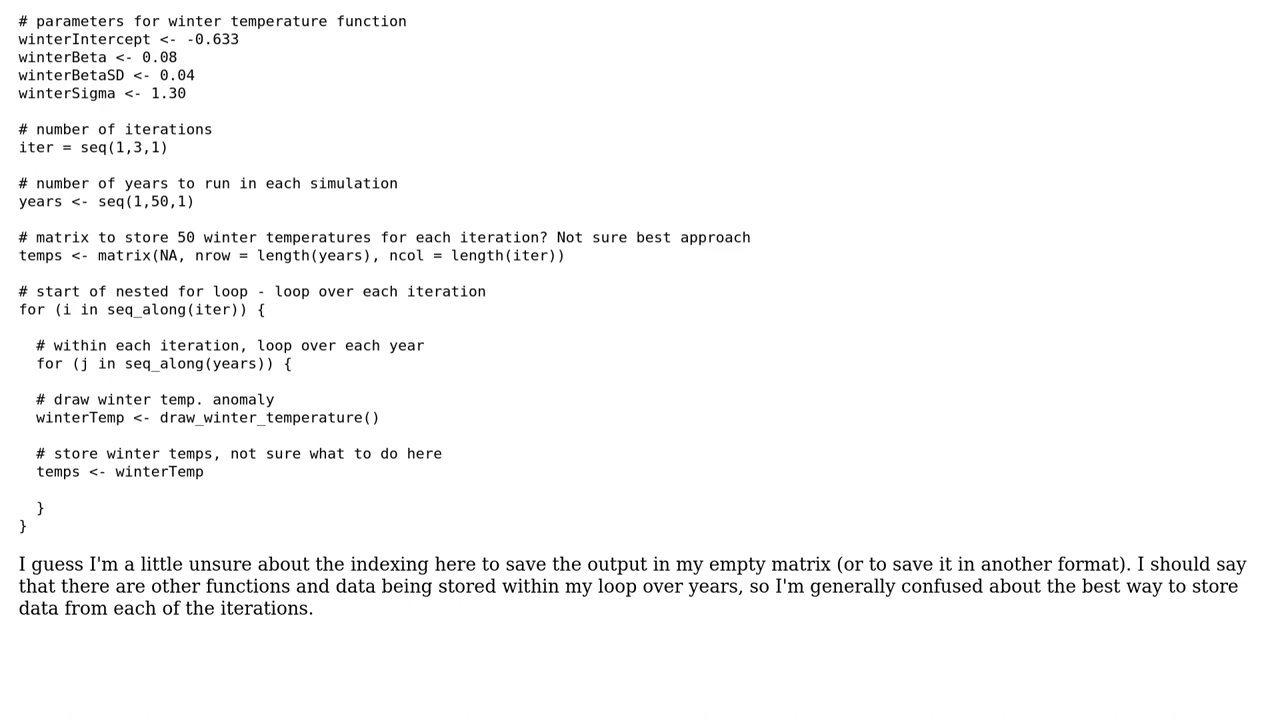 # parameters for winter temperature function
winterIntercept <- -0.633
winterBeta <- 0.08
winterBetaSD <- 0.04
winterSigma <- 1.30
# number of iterations
iter = seq(1,3,1)
# number of years to run in each simulation
years <- seq(1,50,1)
# matrix to store 50 winter temperatures for each iteration? Not sure best approach
temps <- matrix(NA, nrow = length(years), ncol = length(iter))
# start of nested for loop - loop over each iteration
for (i in seq_along(iter)) {
  # within each iteration, loop over each year
  for (j in seq_along(years)) {
  # draw winter temp. anomaly
  winterTemp <- draw_winter_temperature()
  # store winter temps, not sure what to do here
  temps <- winterTemp
  }
}
I guess I'm a little unsure about the indexing here to save the output in my empty matrix (or to save it in another format). I should say
that there are other functions and data being stored within my loop over years, so I'm generally confused about the best way to store
data from each of the iterations.